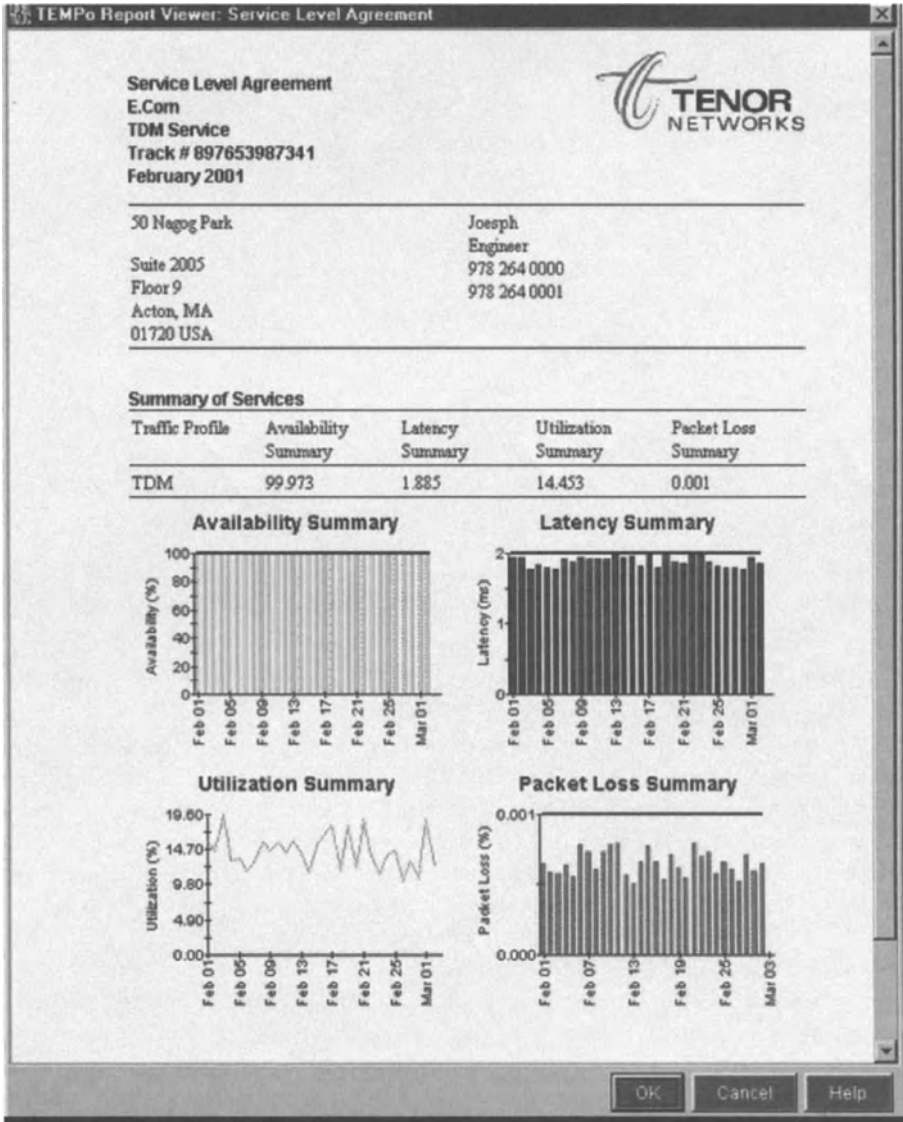 TEMPo Report Viewer: Service Level Agreement
Service Level Agreement
E.Com
TDM Service
Track # 897653987341
February 2001
TENOR
NETWORKS
50 Nagog Park
Suite 2005
Floor 9
Acton, MA
01720 USA
Joesph
Engineer
978 264 0000
978 264 0001
Summary of Services
Traffic Profile Availability Summary Latency Summary Utilization Summary Packet Loss Summary
TDM 99.973 1.885 14.453 0.001
Availability Summary
Availability (%)
100
80
60
40
20
0
Feb 01 Feb 05 Feb 09 Feb 13 Feb 17 Feb 21 Feb 25 Mar 01
Latency Summary
Latency (ms)
2
1
0
Feb 01 Feb 05 Feb 09 Feb 13 Feb 17 Feb 21 Feb 25 Mar 01
Utilization Summary
Utilization (%)
19.60
14.70
9.80
4.90
0.00
Feb 01 Feb 05 Feb 09 Feb 13 Feb 17 Feb 21 Feb 25 Mar 01
Packet Loss Summary
Packet Loss (%)
0.001
0.000
Feb 01 Feb 07 Feb 13 Feb 19 Feb 25 Mar 03
OK Cancel Help